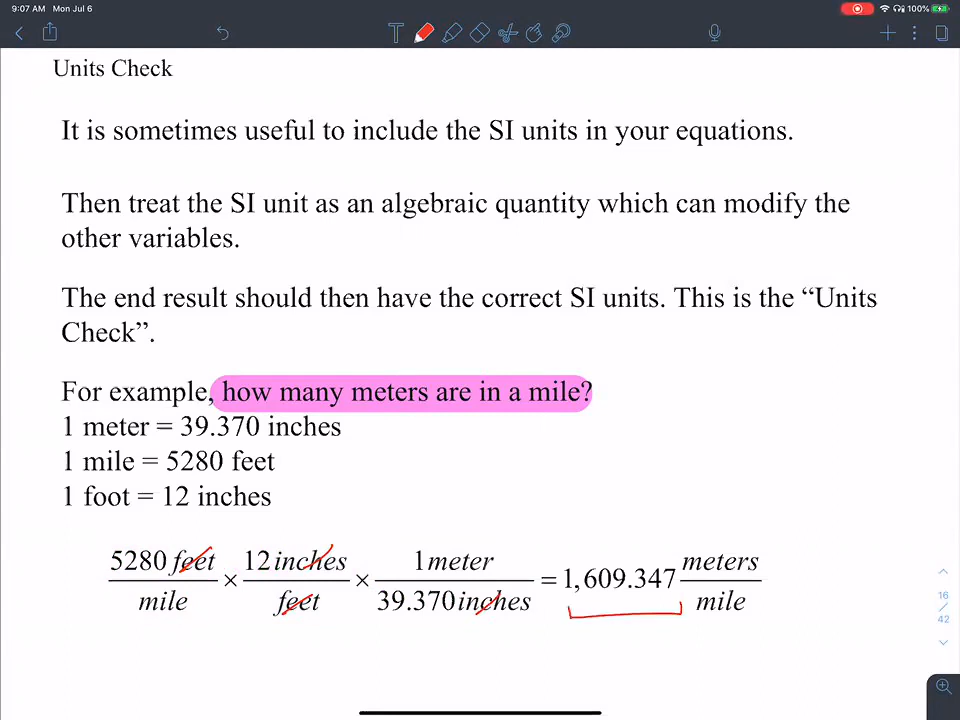 9:07 AM Mon Jul 6
100%
Units Check
It is sometimes useful to include the SI units in your equations.
Then treat the SI unit as an algebraic quantity which can modify the
other variables.
The end result should then have the correct SI units. This is the “Units
Check”.
For example, how many meters are in a mile?
1 meter = 39.370 inches
1 mile = 5280 feet
1 foot = 12 inches
5280 feet / mile × 12 inches / feet × 1 meter / 39.370 inches = 1,609.347 meters / mile
16
/
42